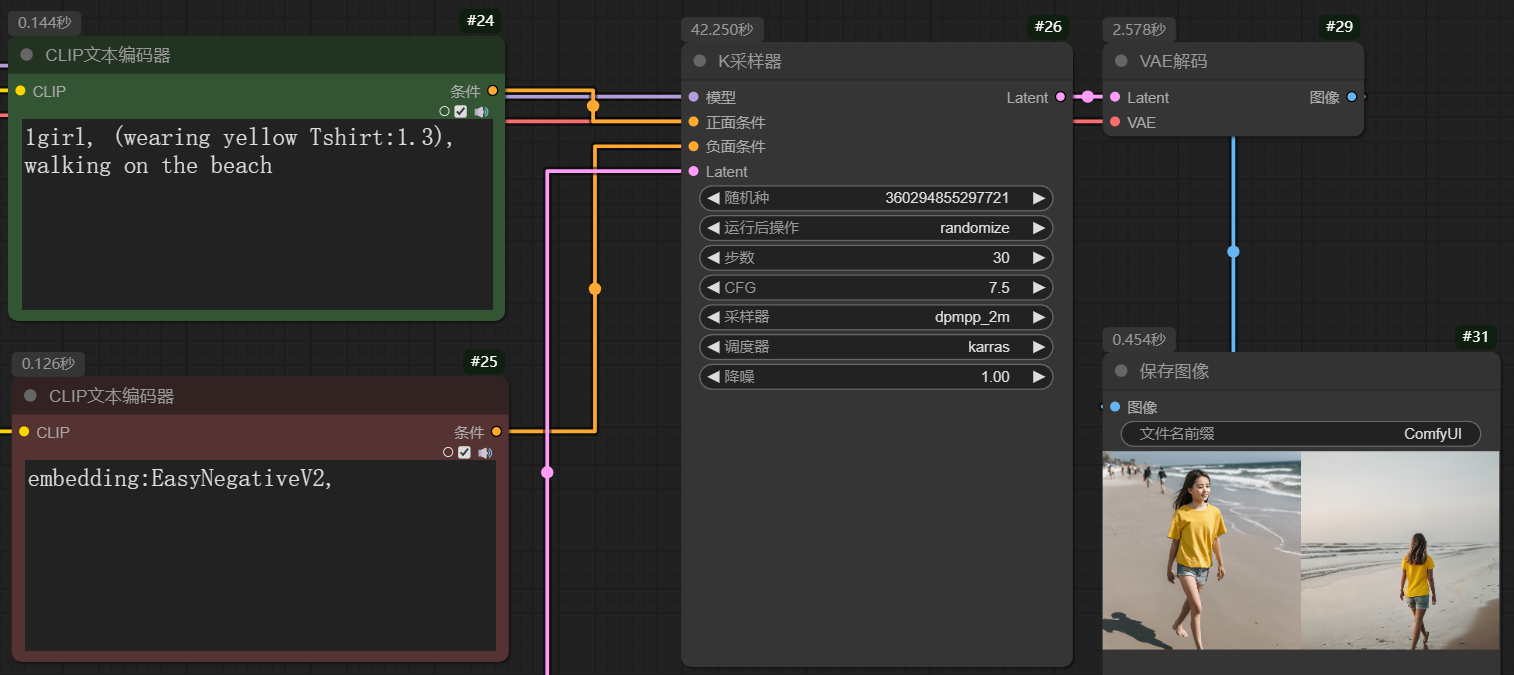 0.144秒
#24
CLIP文本编码器
CLIP
条件
1girl, (wearing yellow Tshirt:1.3),
walking on the beach
0.126秒
#25
CLIP文本编码器
CLIP
条件
embedding:EasyNegativeV2,
42.250秒
#26
K采样器
模型
Latent
正面条件
负面条件
Latent
随机种 360294855297721
运行后操作 randomize
步数 30
CFG 7.5
采样器 dpmpp_2m
调度器 karras
降噪 1.00
2.578秒
#29
VAE解码
Latent
图像
VAE
0.454秒
#31
保存图像
图像
文件名前缀 ComfyUI